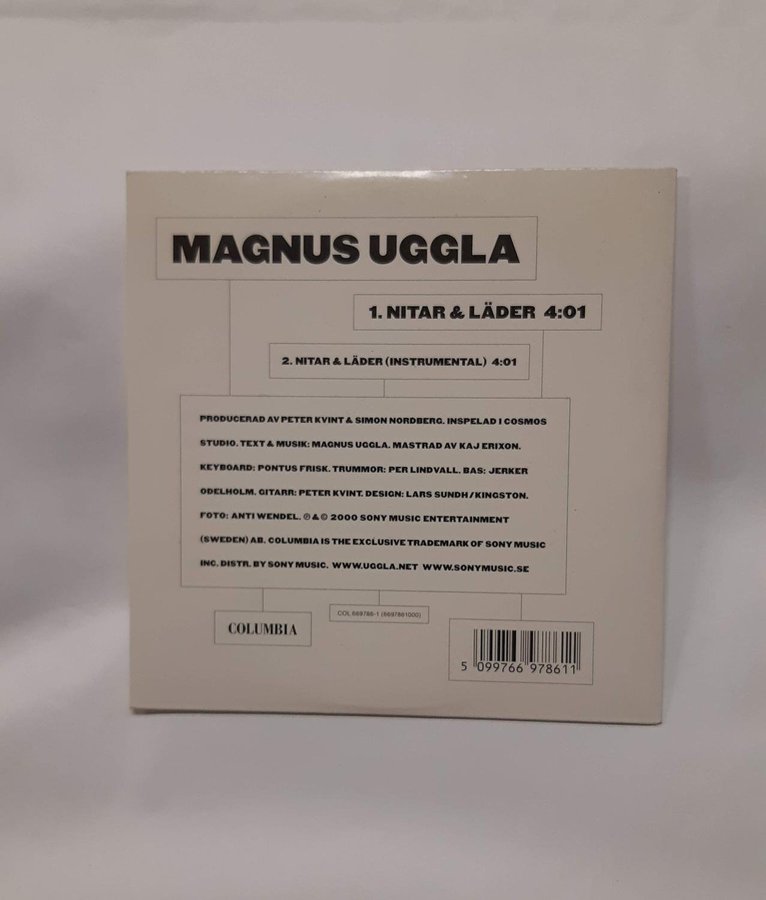 MAGNUS UGGLA
1. NITAR & LÄDER 4:01
2. NITAR & LÄDER (INSTRUMENTAL) 4:01
PRODUCERAD AV PETER KVINT & SIMON NORDBERG. INSPELAD I COSMOS
STUDIO. TEXT & MUSIK: MAGNUS UGGLA. MASTRAD AV KAJ ERIXON.
KEYBOARD: PONTUS FRISK. TRUMMOR: PER LINDVALL. BAS: JERKER
ODELHOLM. GITARR: PETER KVINT. DESIGN: LARS SUNDH/KINGSTON.
FOTO: ANTI WENDEL. ℗ & © 2000 SONY MUSIC ENTERTAINMENT
(SWEDEN) AB. COLUMBIA IS THE EXCLUSIVE TRADEMARK OF SONY MUSIC
INC. DISTR. BY SONY MUSIC. WWW.UGGLA.NET WWW.SONYMUSIC.SE
COL 669786-1 (6697861000)
COLUMBIA
5 099766 978611